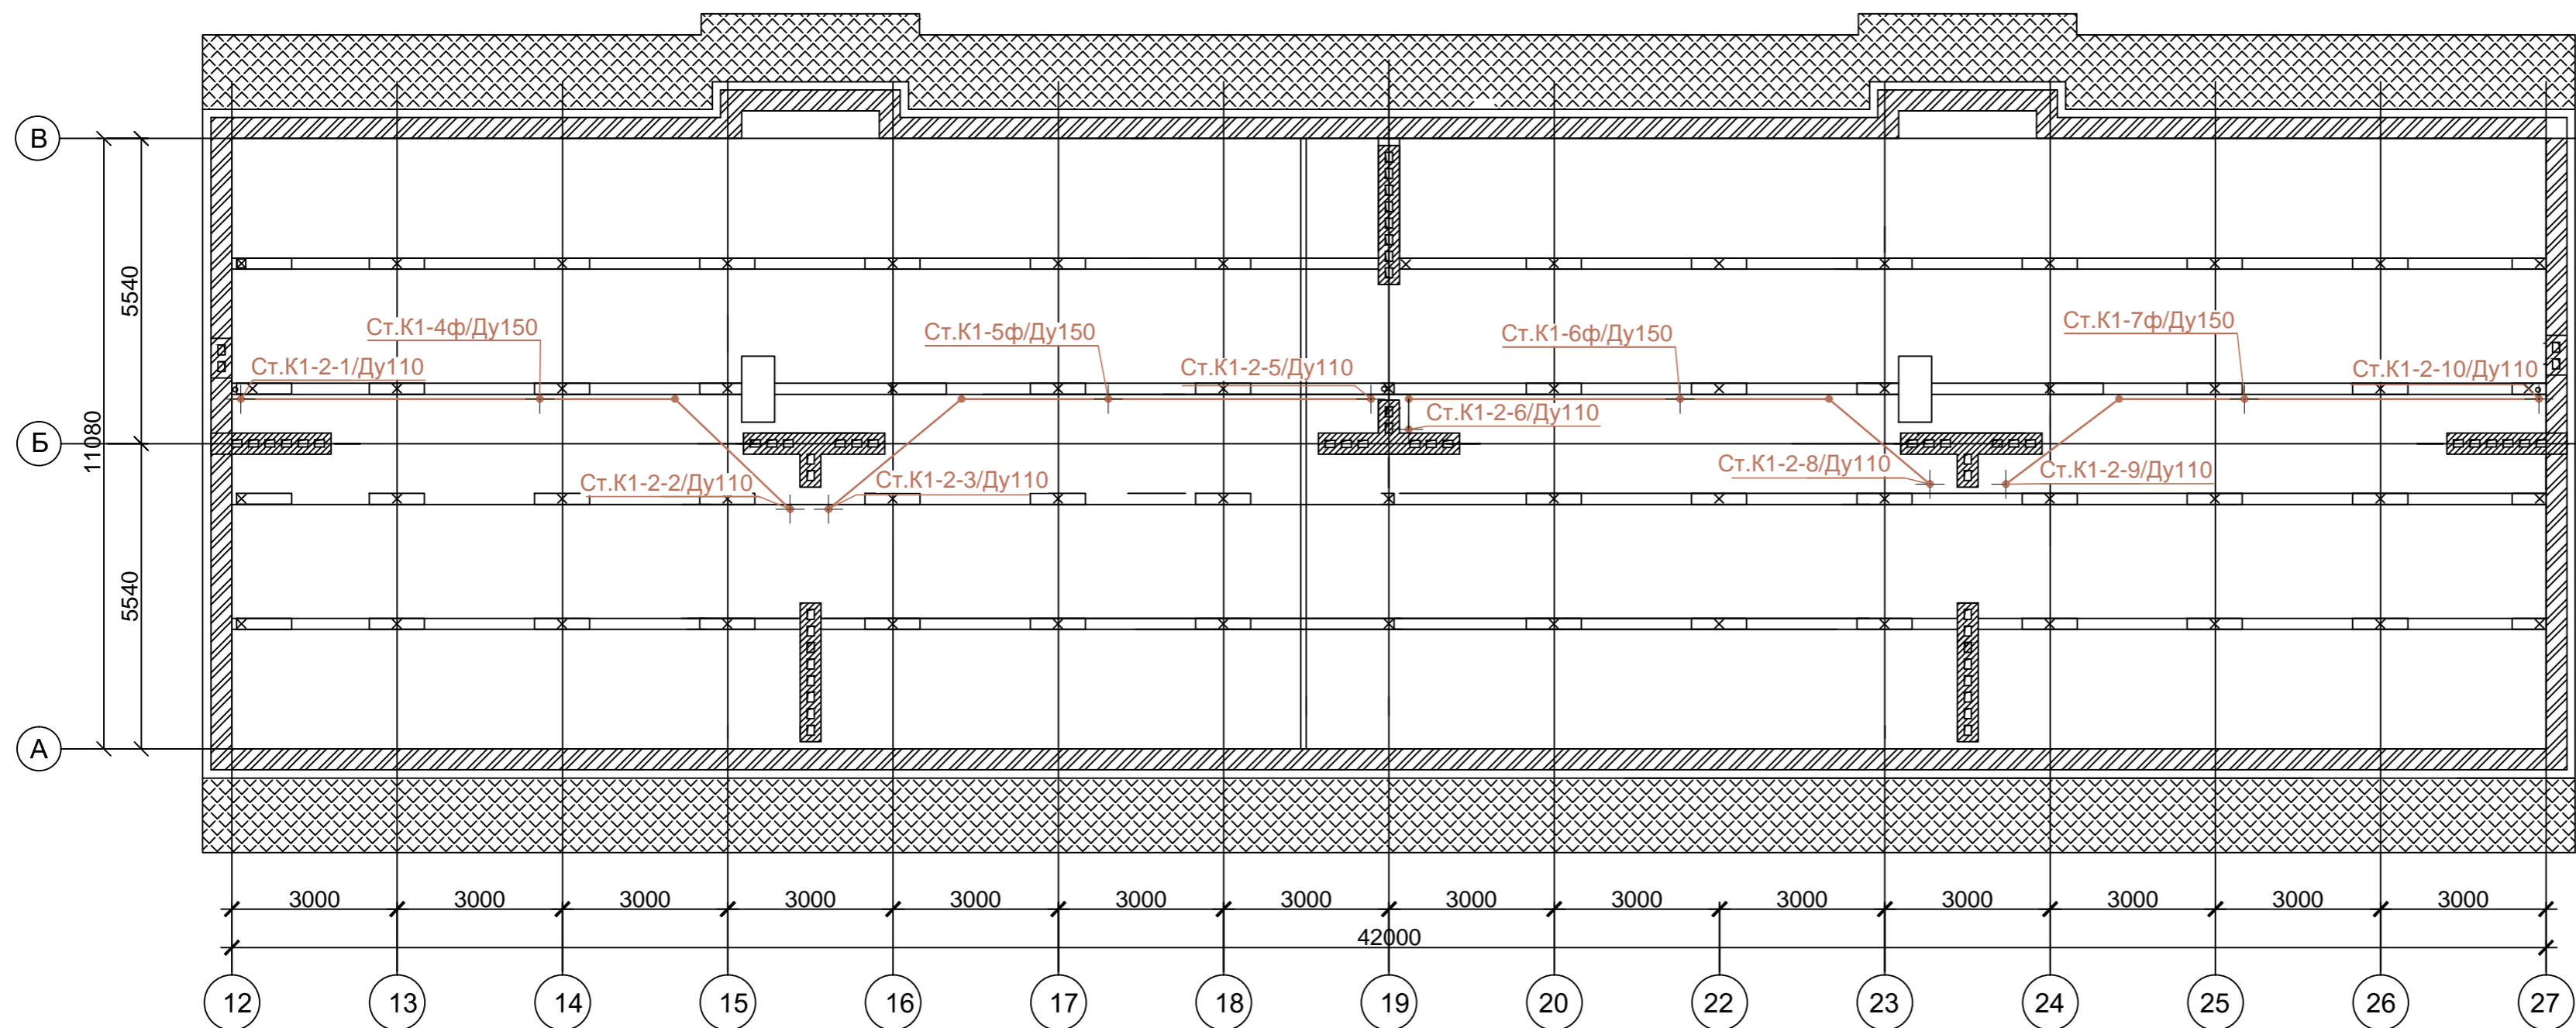 В
Б
А
5540
5540
11080
Ст.К1-4ф/Ду150
Ст.К1-5ф/Ду150
Ст.К1-6ф/Ду150
Ст.К1-7ф/Ду150
Ст.К1-2-1/Ду110
Ст.К1-2-5/Ду110
Ст.К1-2-10/Ду110
Ст.К1-2-6/Ду110
Ст.К1-2-2/Ду110
Ст.К1-2-3/Ду110
Ст.К1-2-8/Ду110
Ст.К1-2-9/Ду110
3000 3000 3000 3000 3000 3000 3000 3000 3000 3000 3000 3000 3000 3000
42000
12 13 14 15 16 17 18 19 20 22 23 24 25 26 27